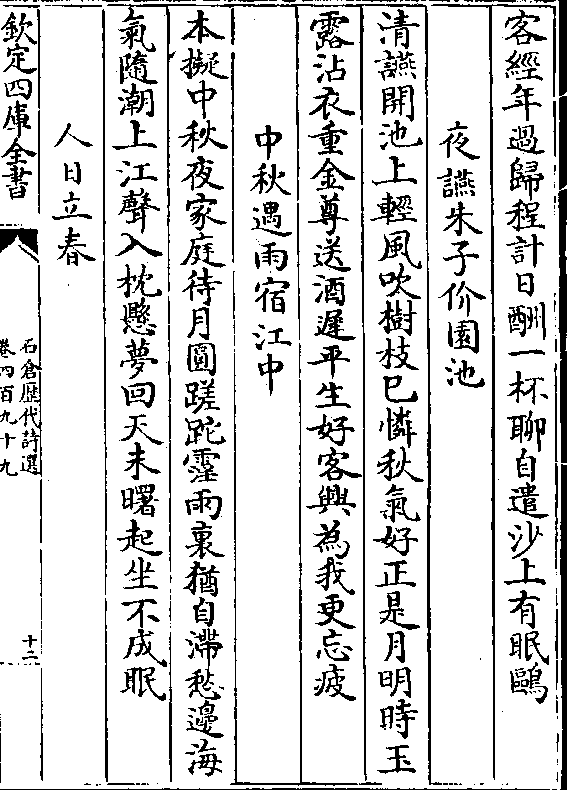 客經年過歸程計日酬一杯聊自遣沙上有眠鷗
夜讌朱子价園池
清讌開池上輕風吹樹枝已憐秋氣好正是月明時玉
露沾衣重金尊送酒遲平生好客興為我更忘疲
中秋遇雨宿江中
本擬中秋夜家庭待月圓蹉跎霪雨裏猶自滯愁邊海
氣隨潮上江聲入枕懸夢回天未曙起坐不成眠
人日立春
欽定四庫全書
石倉歷代詩選
卷四百九十九
十二